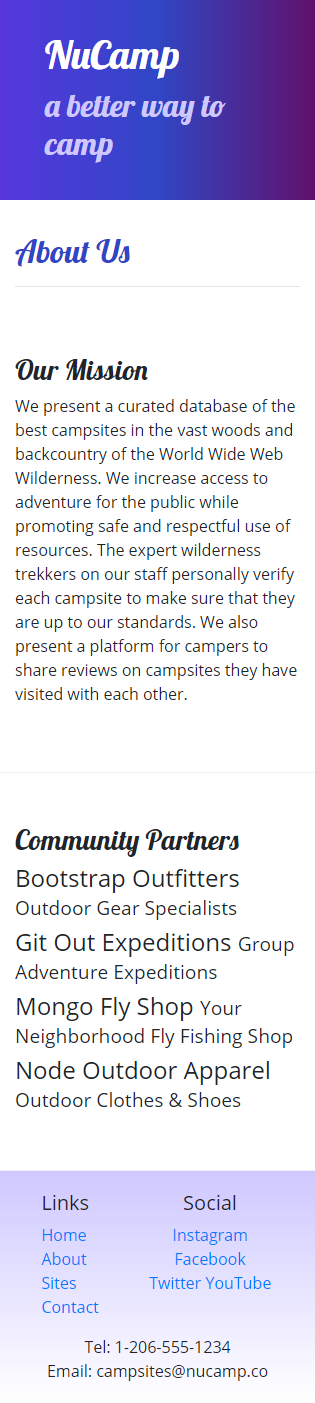 NuCamp
a better way to
camp
About Us
Our Mission
We present a curated database of the
best campsites in the vast woods and
backcountry of the World Wide Web
Wilderness. We increase access to
adventure for the public while
promoting safe and respectful use of
resources. The expert wilderness
trekkers on our staff personally verify
each campsite to make sure that they
are up to our standards. We also
present a platform for campers to
share reviews on campsites they have
visited with each other.
Community Partners
Bootstrap Outfitters
Outdoor Gear Specialists
Git Out Expeditions Group
Adventure Expeditions
Mongo Fly Shop Your
Neighborhood Fly Fishing Shop
Node Outdoor Apparel
Outdoor Clothes & Shoes
Links
Home
About
Sites
Contact
Social
Instagram
Facebook
Twitter YouTube
Tel: 1-206-555-1234
Email: campsites@nucamp.co